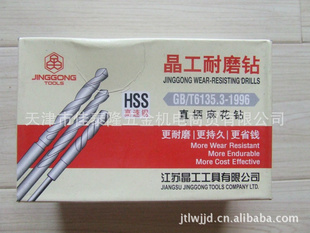 晶工
JINGGONG
TOOLS
HSS
高速钢
晶工耐磨钻
JINGGONG WEAR-RESISTING DRILLS
GB/T6135.3-1996
直柄麻花钻
更耐磨 | 更持久 | 更省钱
More Wear Resistant
More Endurable
More Cost Effective
江苏晶工工具有限公司
JIANGSU JINGGONG TOOLS COMPANY LTD.
jtlwjjd.cn.alibaba.com